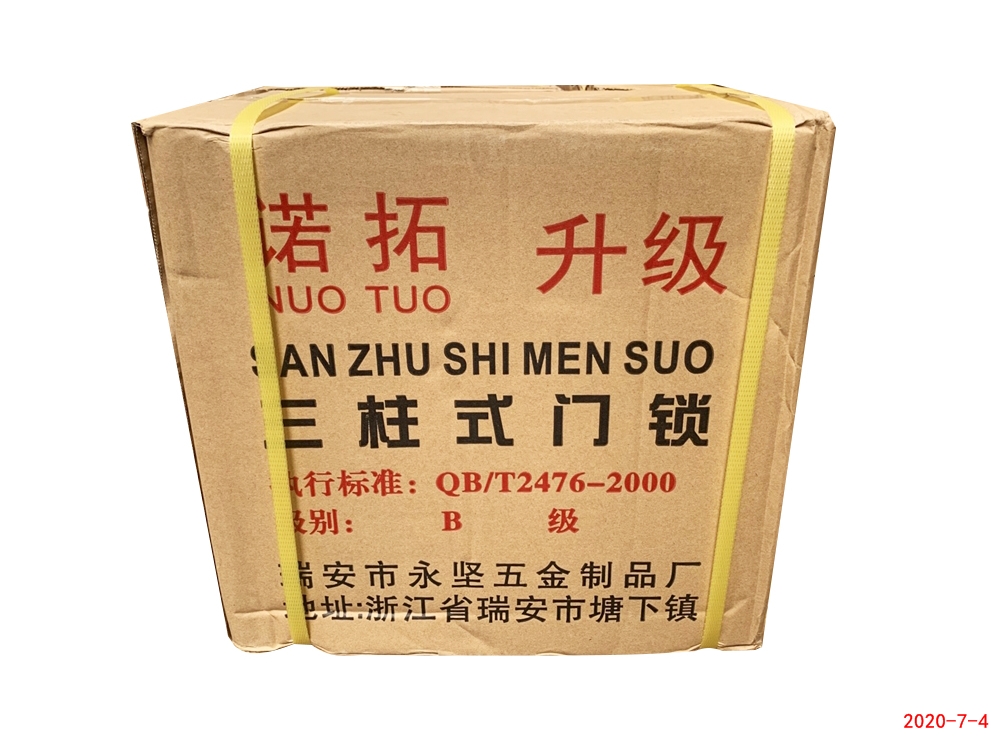 诺拓 升级
NUO TUO
SAN ZHU SHI MEN SUO
三柱式门锁
执行标准：QB/T2476-2000
级别： B 级
瑞安市永坚五金制品厂
地址:浙江省瑞安市塘下镇
2020-7-4